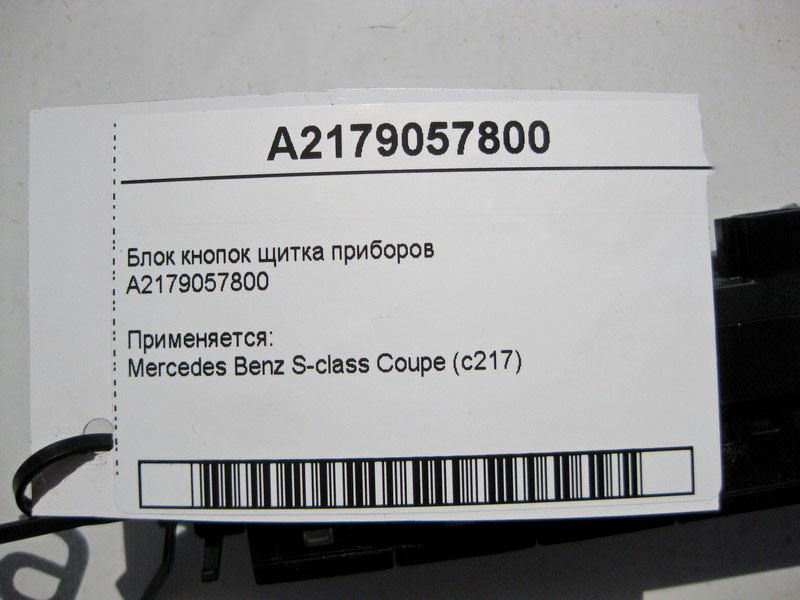 A2179057800
Блок кнопок щитка приборов
A2179057800
Применяется:
Mercedes Benz S-class Coupe (c217)
a